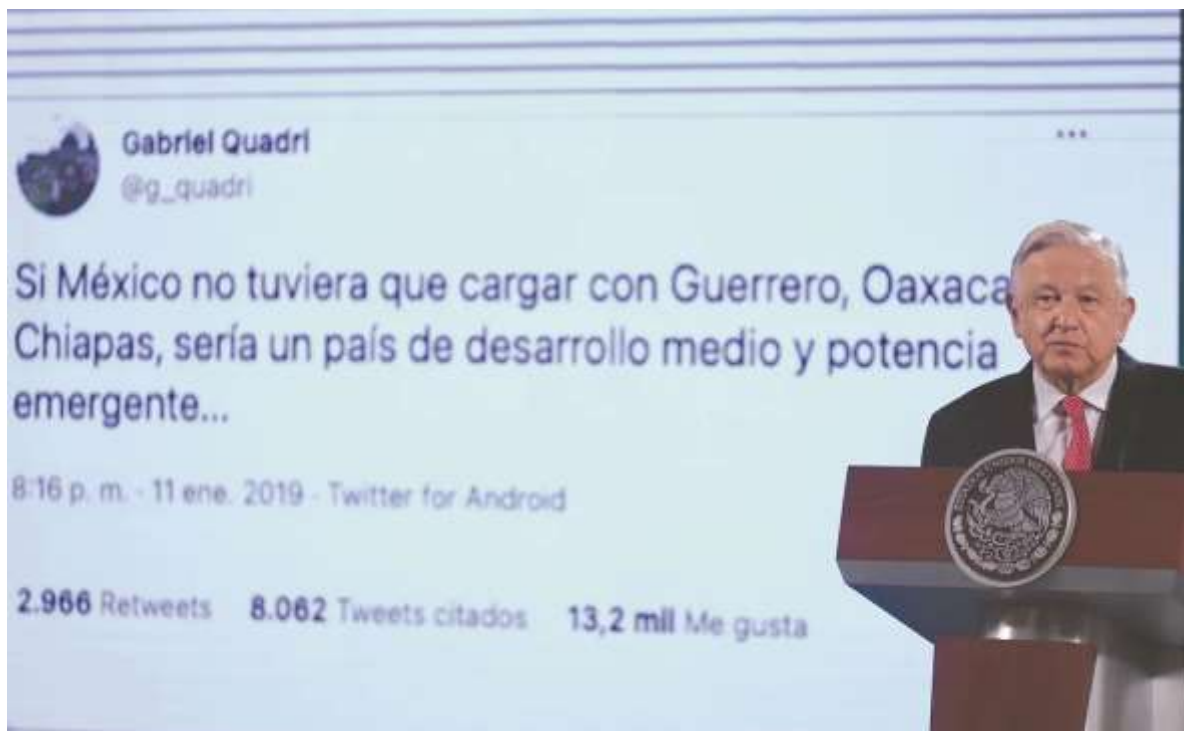 Gabriel Quadri
@g_quadri
Si México no tuviera que cargar con Guerrero, Oaxaca
Chiapas, sería un país de desarrollo medio y potencia
emergente...
8:16 p. m. · 11 ene. 2019 · Twitter for Android
2.966 Retweets 8.062 Tweets citados 13,2 mil Me gusta